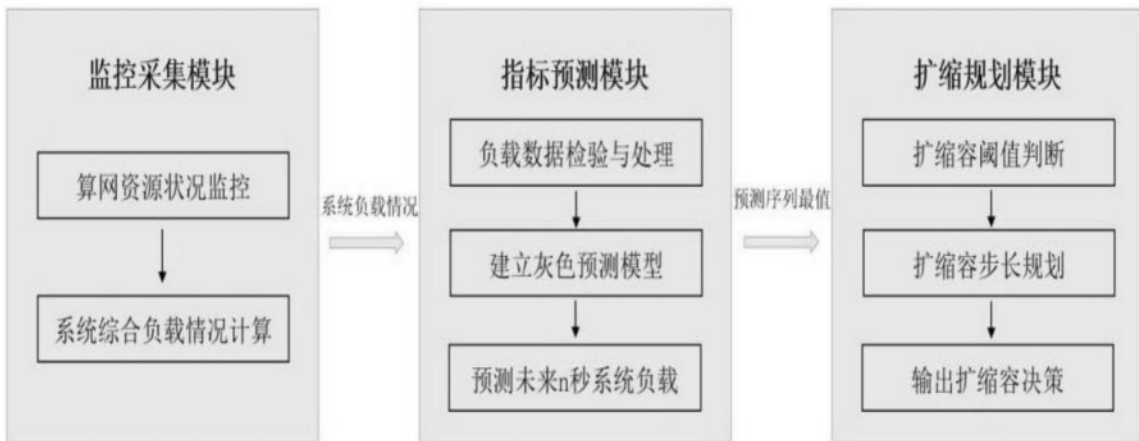 监控采集模块
算网资源状况监控
系统综合负载情况计算
系统负载情况
指标预测模块
负载数据检验与处理
建立灰色预测模型
预测未来n秒系统负载
预测序列最值
扩缩规划模块
扩缩容阈值判断
扩缩容步长规划
输出扩缩容决策